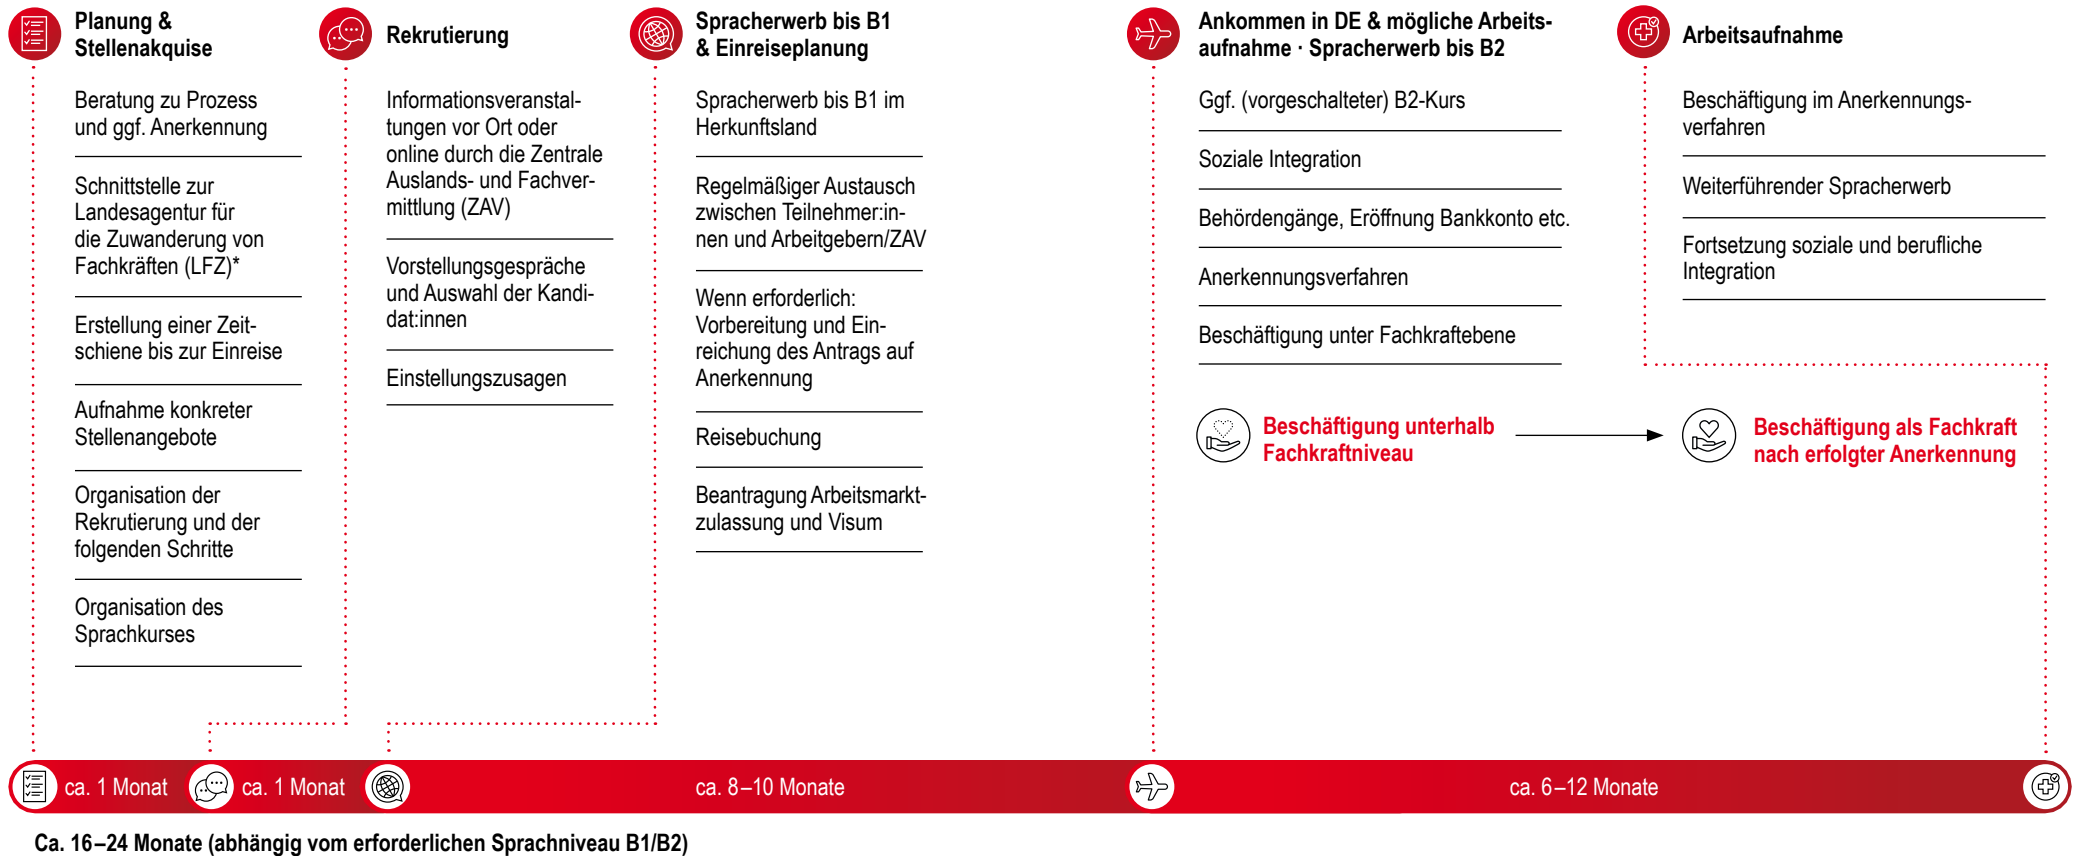 Planung &
Stellenakquise
Beratung zu Prozess
und ggf. Anerkennung
Schnittstelle zur
Landesagentur für
die Zuwanderung von
Fachkräften (LFZ)*
Erstellung einer Zeit-
schiene bis zur Einreise
Aufnahme konkreter
Stellenangebote
Organisation der
Rekrutierung und der
folgenden Schritte
Organisation des
Sprachkurses
Rekrutierung
Informationsveranstal-
tungen vor Ort oder
online durch die Zentrale
Auslands- und Fachver-
mittlung (ZAV)
Vorstellungsgespräche
und Auswahl der Kandi-
dat:innen
Einstellungszusagen
Spracherwerb bis B1
& Einreiseplanung
Spracherwerb bis B1 im
Herkunftsland
Regelmäßiger Austausch
zwischen Teilnehmer:in-
nen und Arbeitgebern/ZAV
Wenn erforderlich:
Vorbereitung und Ein-
reichung des Antrags auf
Anerkennung
Reisebuchung
Beantragung Arbeitsmarkt-
zulassung und Visum
Ankommen in DE & mögliche Arbeits-
aufnahme · Spracherwerb bis B2
Ggf. (vorgeschalteter) B2-Kurs
Soziale Integration
Behördengänge, Eröffnung Bankkonto etc.
Anerkennungsverfahren
Beschäftigung unter Fachkraftebene
Beschäftigung unterhalb
Fachkraftniveau
Arbeitsaufnahme
Beschäftigung im Anerkennungs-
verfahren
Weiterführender Spracherwerb
Fortsetzung soziale und berufliche
Integration
Beschäftigung als Fachkraft
nach erfolgter Anerkennung
ca. 1 Monat
ca. 1 Monat
ca. 8–10 Monate
ca. 6–12 Monate
Ca. 16–24 Monate (abhängig vom erforderlichen Sprachniveau B1/B2)